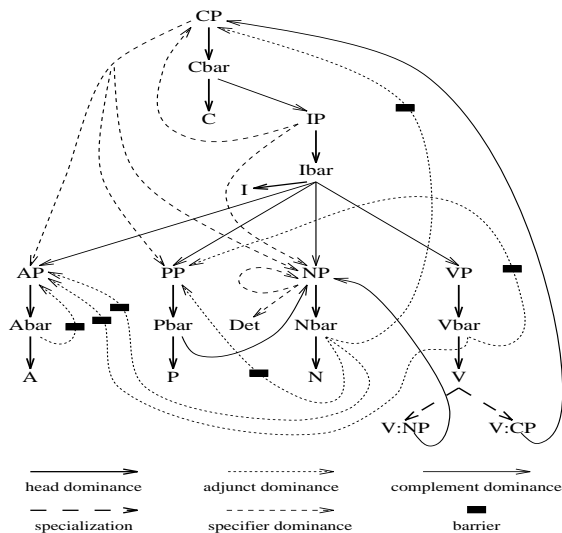 CP
Cbar
C
IP
Ibar
I
AP
PP
NP
VP
Abar
Pbar
Det
Nbar
Vbar
A
P
N
V
V:NP
V:CP
head dominance
adjunct dominance
complement dominance
specialization
specifier dominance
barrier